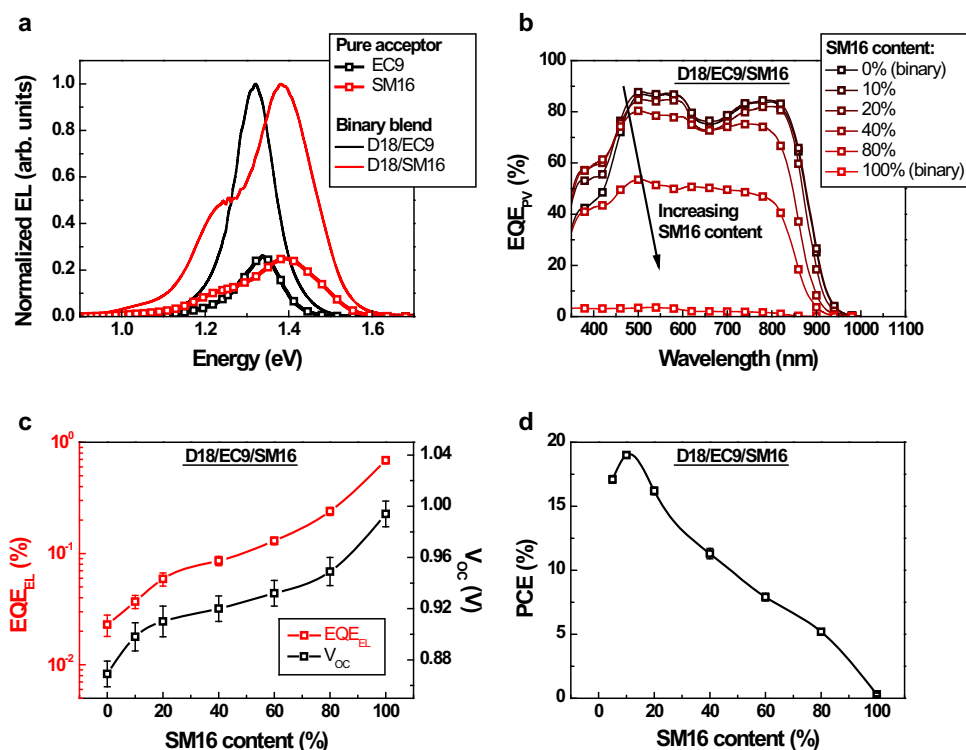 a
Normalized EL (arb. units)
1.0
0.8
0.6
0.4
0.2
0.0
1.0
1.2
1.4
1.6
Energy (eV)
Pure acceptor
EC9
SM16
Binary blend
D18/EC9
D18/SM16
b
EQE_PV (%)
100
80
60
40
20
0
400
500
600
700
800
900
1000
1100
Wavelength (nm)
D18/EC9/SM16
Increasing
SM16 content
SM16 content:
0% (binary)
10%
20%
40%
80%
100% (binary)
c
EQE_EL (%)
10^0
10^-1
10^-2
D18/EC9/SM16
1.04
1.00
0.96
0.92
0.88
V_OC (V)
EQE_EL
V_OC
0
20
40
60
80
100
SM16 content (%)
d
PCE (%)
20
15
10
5
0
D18/EC9/SM16
0
20
40
60
80
100
SM16 content (%)